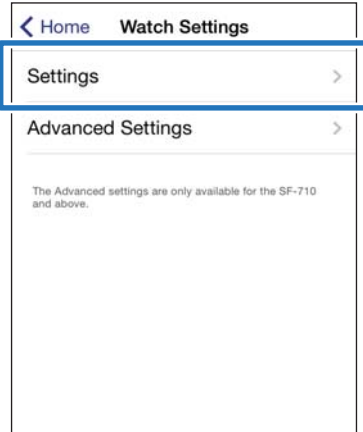 Home Watch Settings
Settings
Advanced Settings
The Advanced settings are only available for the SF-710
and above.